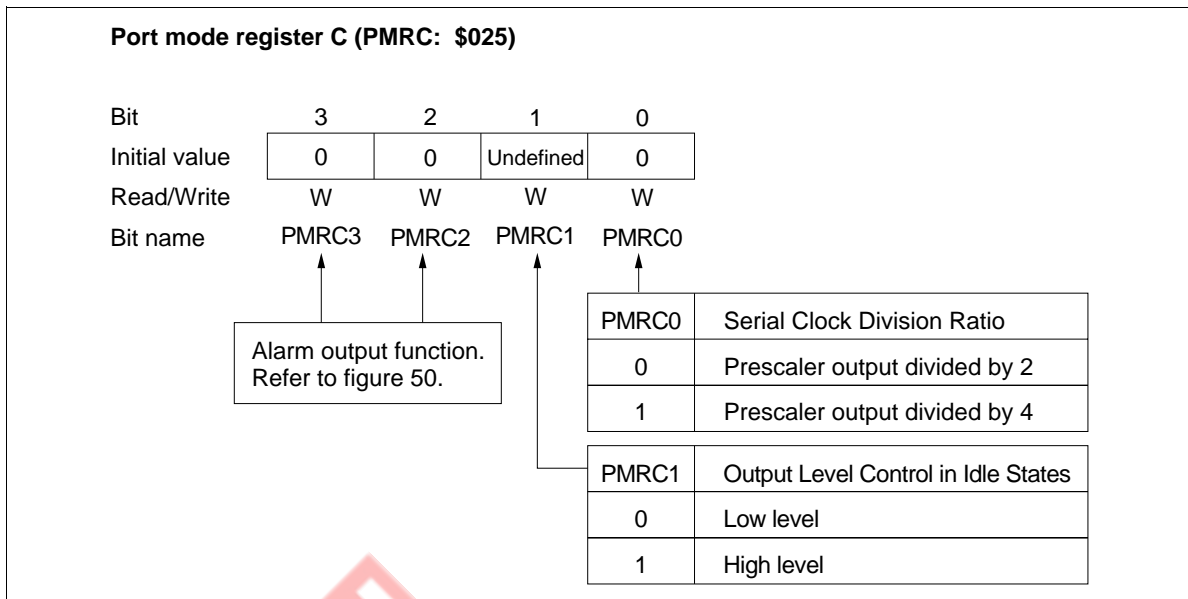 Port mode register C (PMRC: $025)
Bit 3 2 1 0
Initial value 0 0 Undefined 0
Read/Write W W W W
Bit name PMRC3 PMRC2 PMRC1 PMRC0
Alarm output function.
Refer to figure 50.
PMRC0 Serial Clock Division Ratio
0 Prescaler output divided by 2
1 Prescaler output divided by 4
PMRC1 Output Level Control in Idle States
0 Low level
1 High level